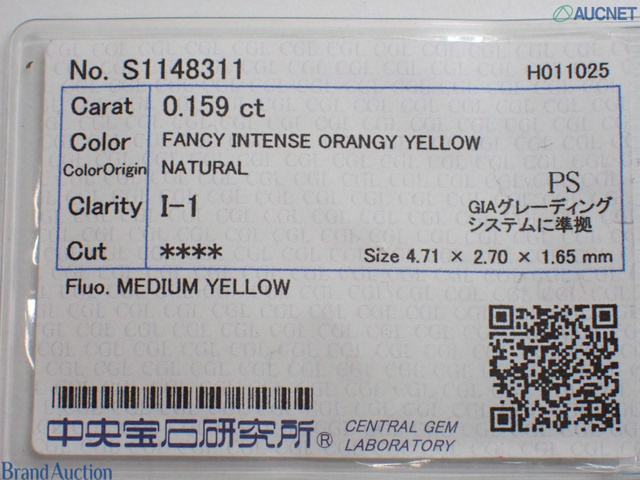 AUCNET
No. S1148311
H011025
Carat 0.159 ct
Color FANCY INTENSE ORANGY YELLOW
ColorOrigin NATURAL
PS
Clarity I-1
GIAグレーディング
システムに準拠
Cut ****
Size 4.71 × 2.70 × 1.65 mm
Fluo. MEDIUM YELLOW
中央宝石研究所® CENTRAL GEM
LABORATORY
Brand Auction